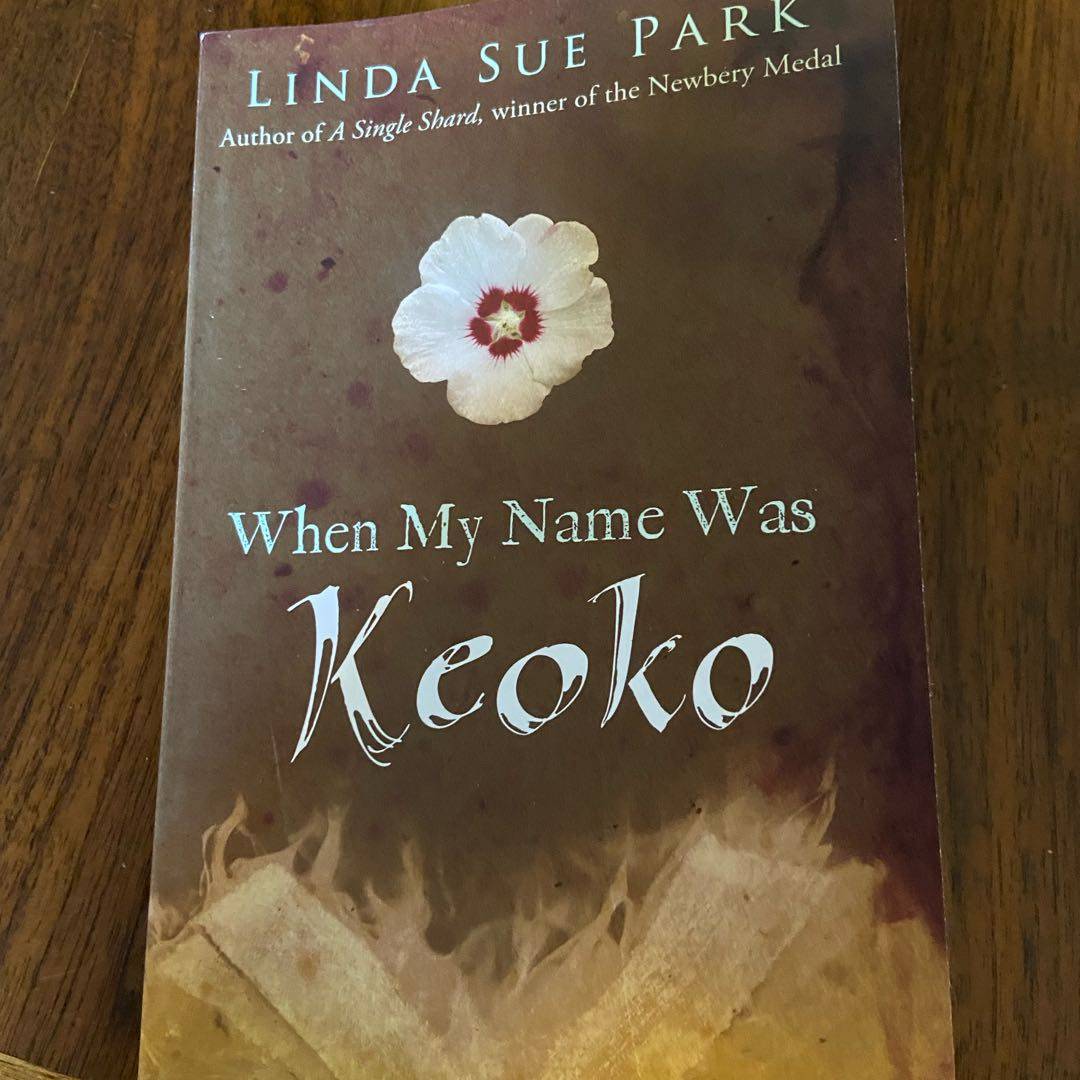 LINDA SUE PARK
Author of A Single Shard, winner of the Newbery Medal
When My Name Was
Keoko